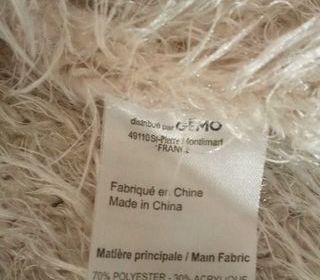 distribué par GEMO
49110 St-Pierre Montlimart
FRANCE
Fabriqué en Chine
Made in China
Matière principale / Main Fabric
70% POLYESTER - 30% ACRYLIQUE